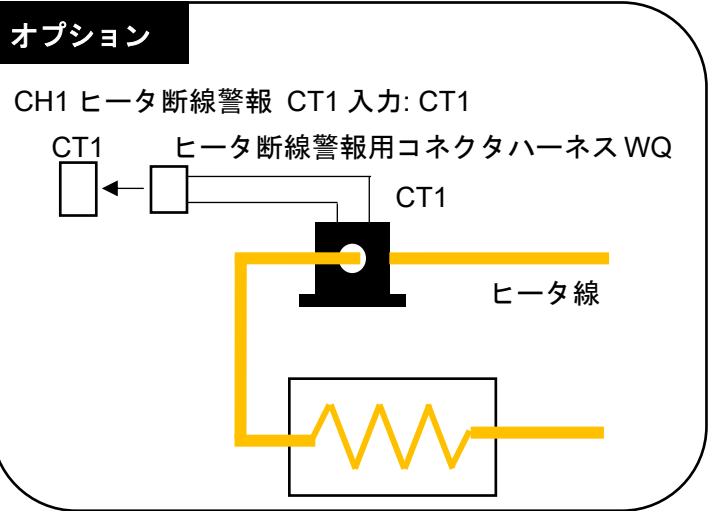 オプション
CH1 ヒータ断線警報 CT1 入力: CT1
CT1 ヒータ断線警報用コネクタハーネス WQ
CT1
ヒータ線